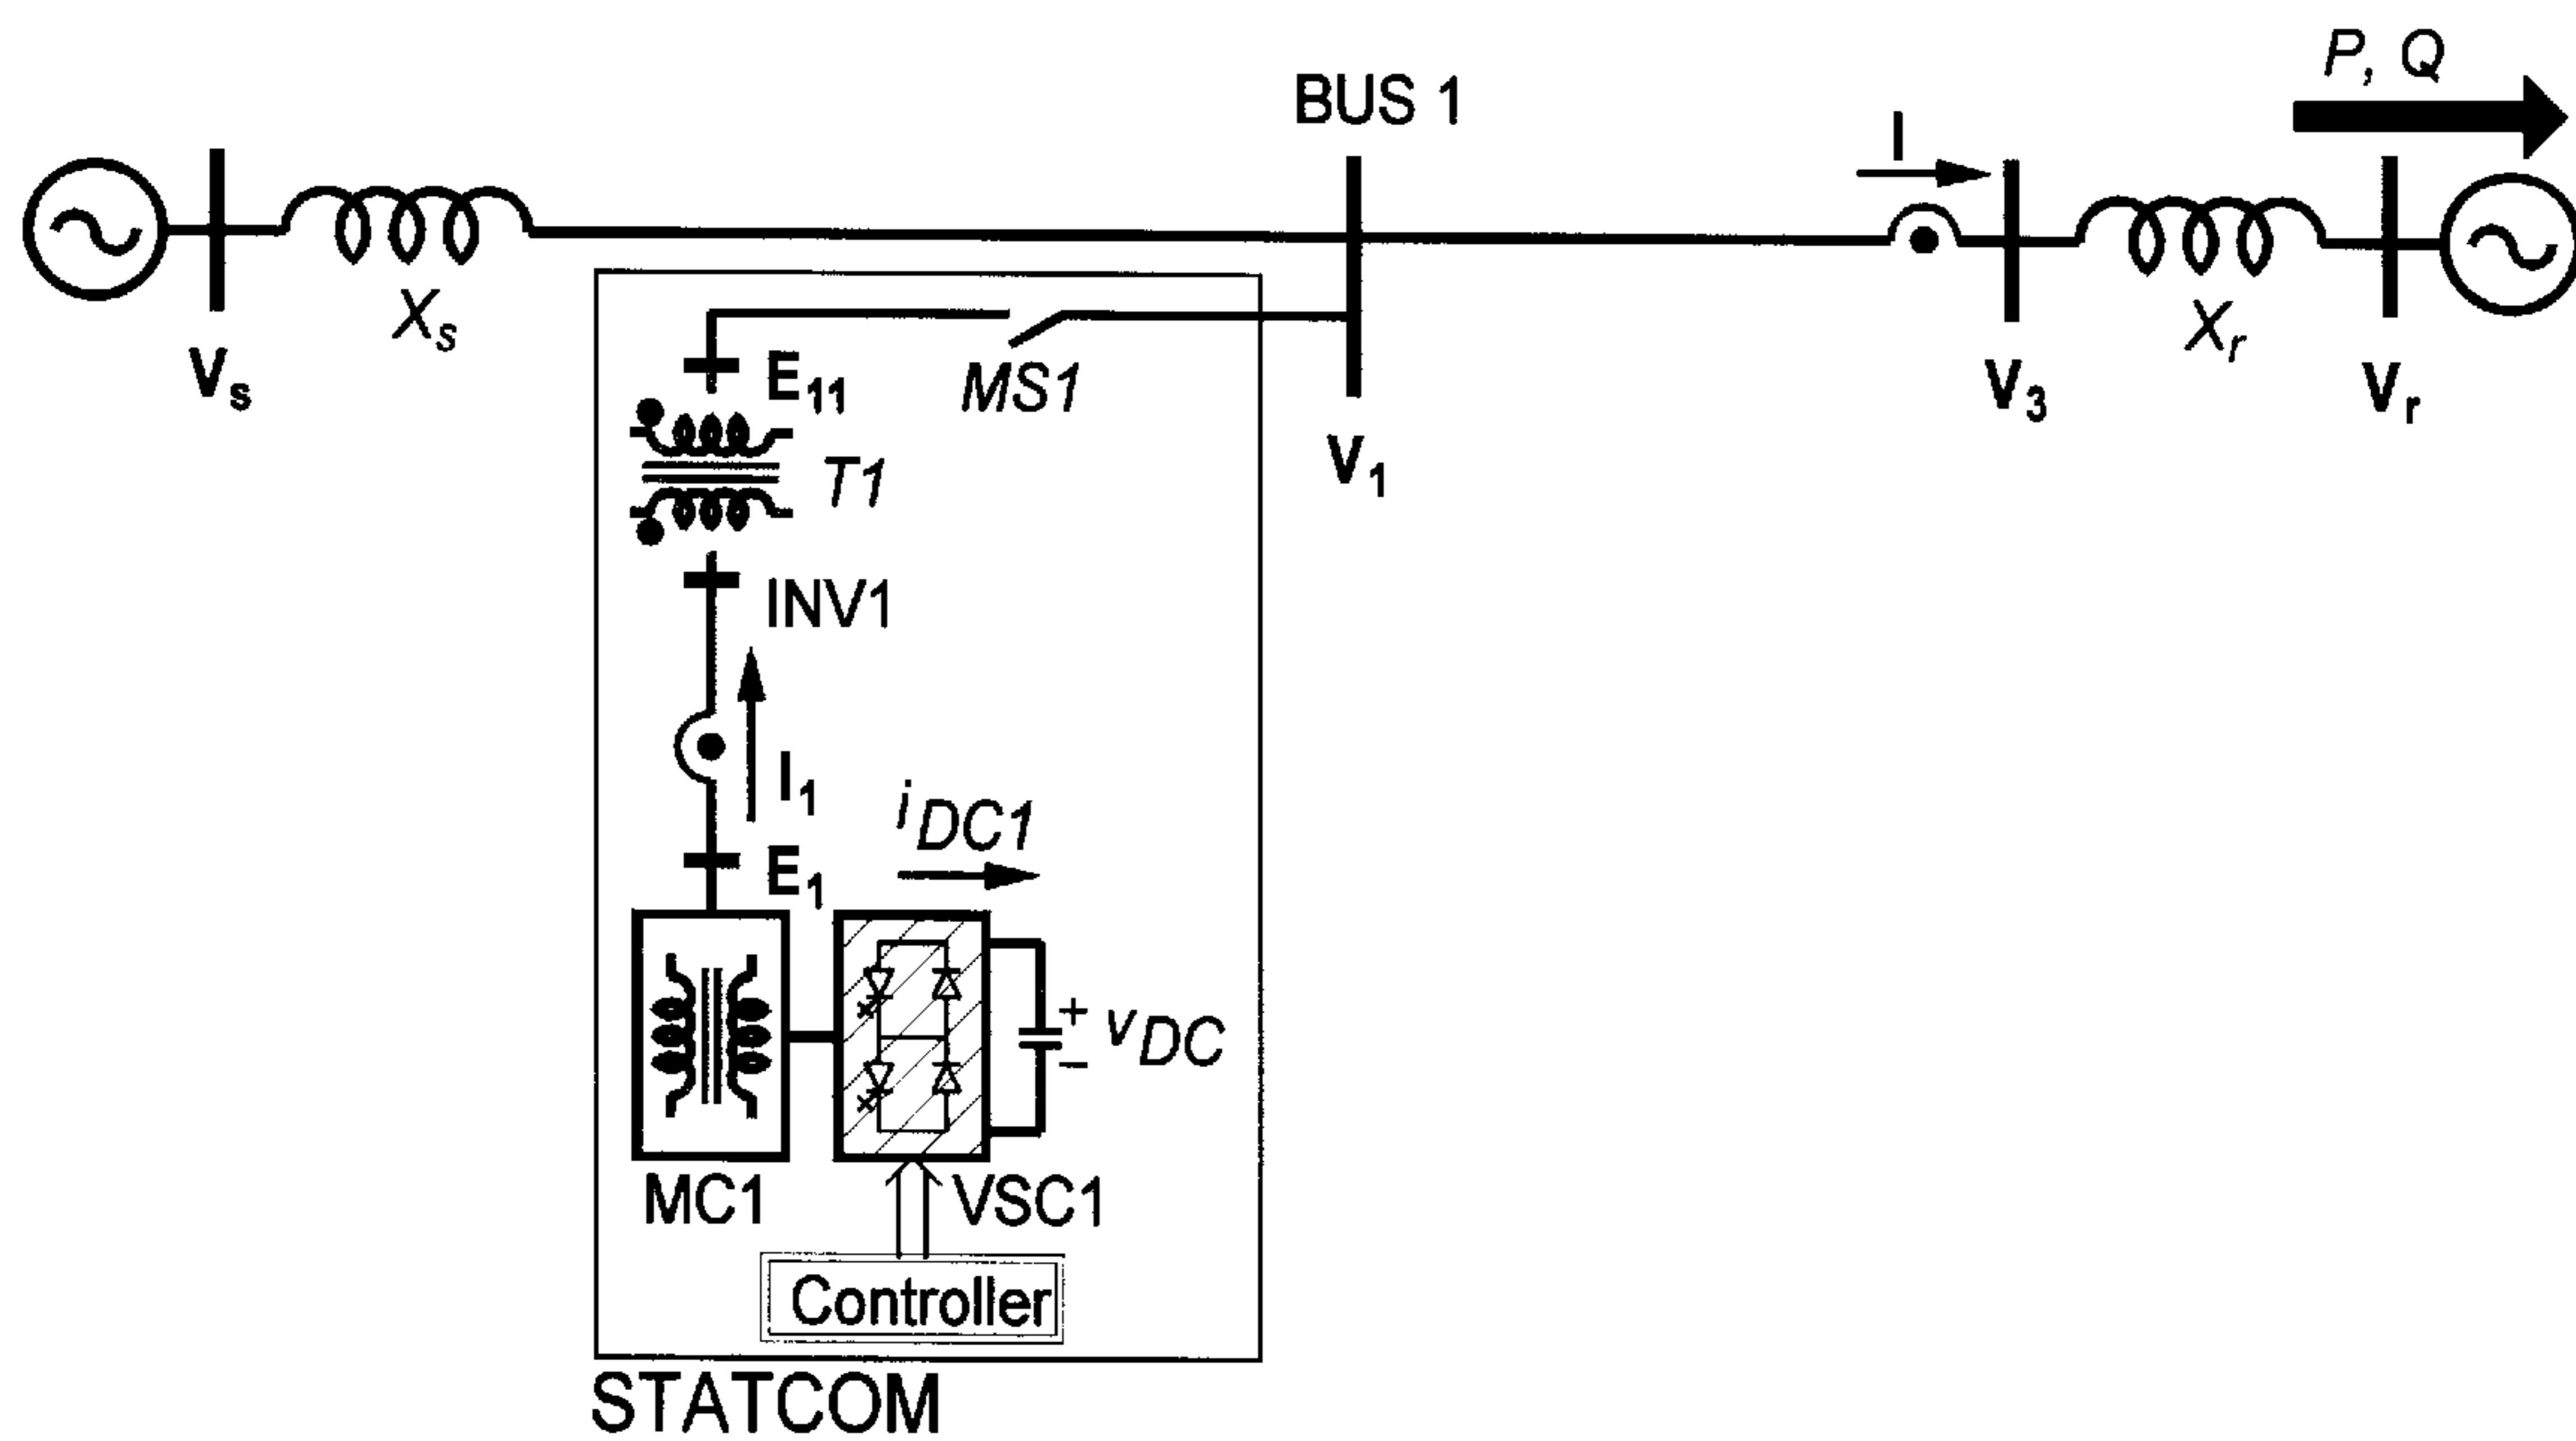 P, Q
BUS 1
I
Xs
Vs
MS1
E11
V3
Xr
Vr
V1
T1
INV1
I1
iDC1
E1
+
vDC
−
MC1
VSC1
Controller
STATCOM